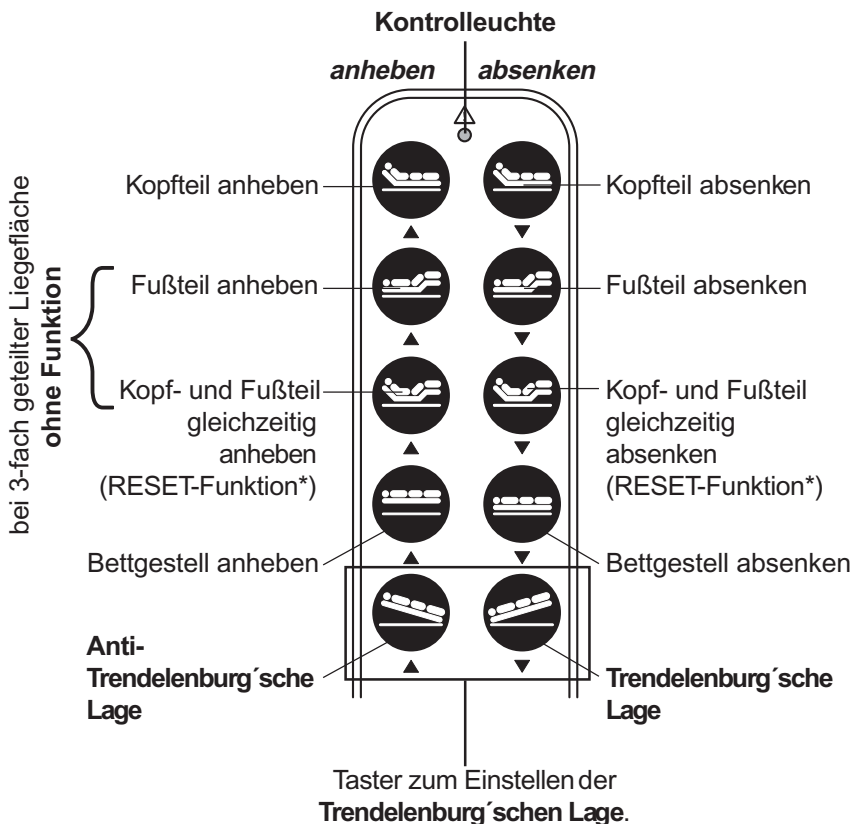 Kontrolleuchte
anheben absenken
bei 3-fach geteilter Liegefläche
ohne Funktion
Kopfteil anheben
Kopfteil absenken
Fußteil anheben
Fußteil absenken
Kopf- und Fußteil
gleichzeitig
anheben
(RESET-Funktion*)
Kopf- und Fußteil
gleichzeitig
absenken
(RESET-Funktion*)
Bettgestell anheben
Bettgestell absenken
Anti-
Trendelenburg´sche
Lage
Trendelenburg´sche
Lage
Taster zum Einstellen der
Trendelenburg´schen Lage.